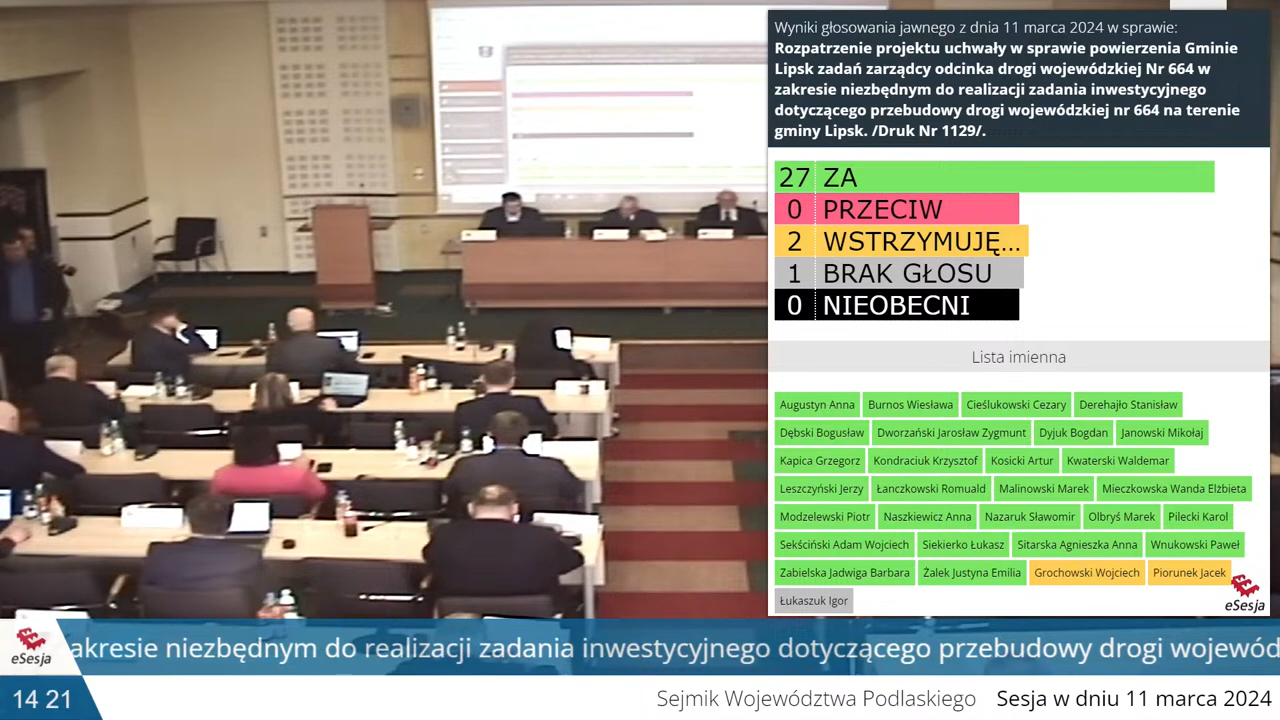 Wyniki głosowania jawnego z dnia 11 marca 2024 w sprawie:
Rozpatrzenie projektu uchwały w sprawie powierzenia Gminie
Lipsk zadań zarządcy odcinka drogi wojewódzkiej Nr 664 w
zakresie niezbędnym do realizacji zadania inwestycyjnego
dotyczącego przebudowy drogi wojewódzkiej nr 664 na terenie
gminy Lipsk. /Druk Nr 1129/.
27 ZA
0 PRZECIW
2 WSTRZYMUJĘ...
1 BRAK GŁOSU
0 NIEOBECNI
Lista imienna
Augustyn Anna Burnos Wiesława Cieślukowski Cezary Derehajło Stanisław
Dębski Bogusław Dworzański Jarosław Zygmunt Dyjuk Bogdan Janowski Mikołaj
Kapica Grzegorz Kondraciuk Krzysztof Kosicki Artur Kwaterski Waldemar
Leszczyński Jerzy Łanczkowski Romuald Malinowski Marek Mieczkowska Wanda Elżbieta
Modzelewski Piotr Naszkiewicz Anna Nazaruk Sławomir Olbryś Marek Pilecki Karol
Sekściński Adam Wojciech Siekierko Łukasz Sitarska Agnieszka Anna Wnukowski Paweł
Zabielska Jadwiga Barbara Żalek Justyna Emilia Grochowski Wojciech Piorunek Jacek
Łukaszuk Igor
eSesja
eSesja
akresie niezbędnym do realizacji zadania inwestycyjnego dotyczącego przebudowy drogi wojewód
14 21
Sejmik Województwa Podlaskiego Sesja w dniu 11 marca 2024